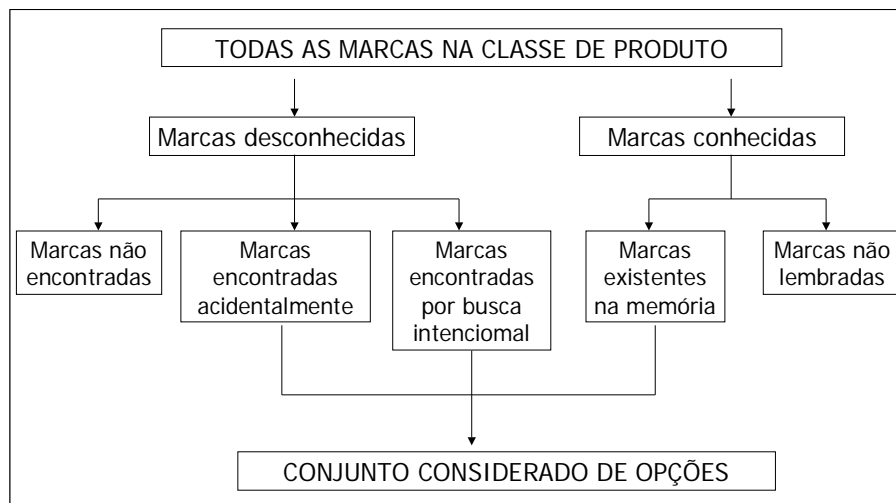 TODAS AS MARCAS NA CLASSE DE PRODUTO
Marcas desconhecidas
Marcas conhecidas
Marcas não
encontradas
Marcas
encontradas
acidentalmente
Marcas
encontradas
por busca
intenciomal
Marcas
existentes
na memória
Marcas não
lembradas
CONJUNTO CONSIDERADO DE OPÇÕES